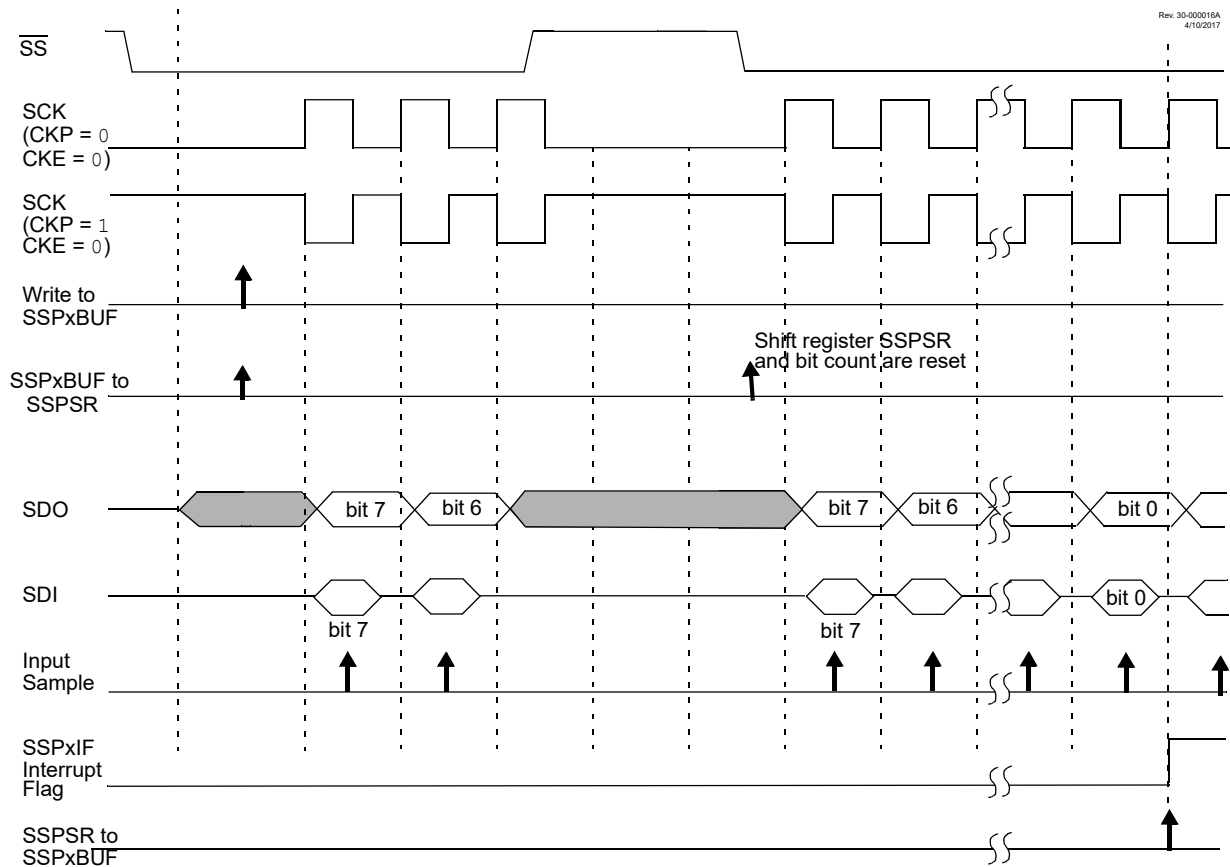 Rev. 30-000016A
4/10/2017
SS
SCK
(CKP = 0
CKE = 0)
SCK
(CKP = 1
CKE = 0)
Write to
SSPxBUF
Shift register SSPSR
and bit count are reset
SSPxBUF to
SSPSR
SDO
bit 7
bit 6
bit 7
bit 6
bit 0
SDI
bit 0
bit 7
bit 7
Input
Sample
SSPxIF
Interrupt
Flag
SSPSR to
SSPxBUF